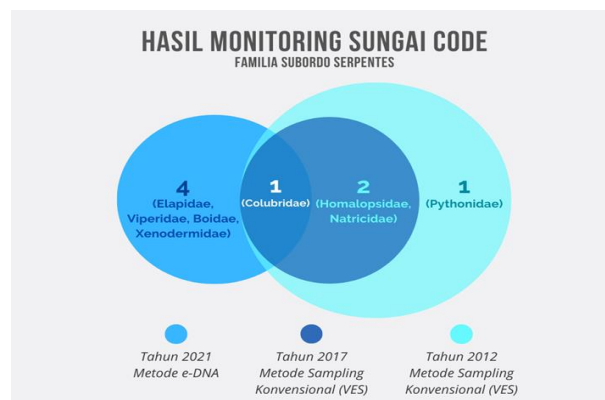 HASIL MONITORING SUNGAI CODE
FAMILIA SUBORDO SERPENTES
4
(Elapidae,
Viperidae, Boidae,
Xenodermidae)
1
(Colubridae)
2
(Homalopsidae,
Natricidae)
1
(Pythonidae)
Tahun 2021
Metode e-DNA
Tahun 2017
Metode Sampling
Konvensional (VES)
Tahun 2012
Metode Sampling
Konvensional (VES)